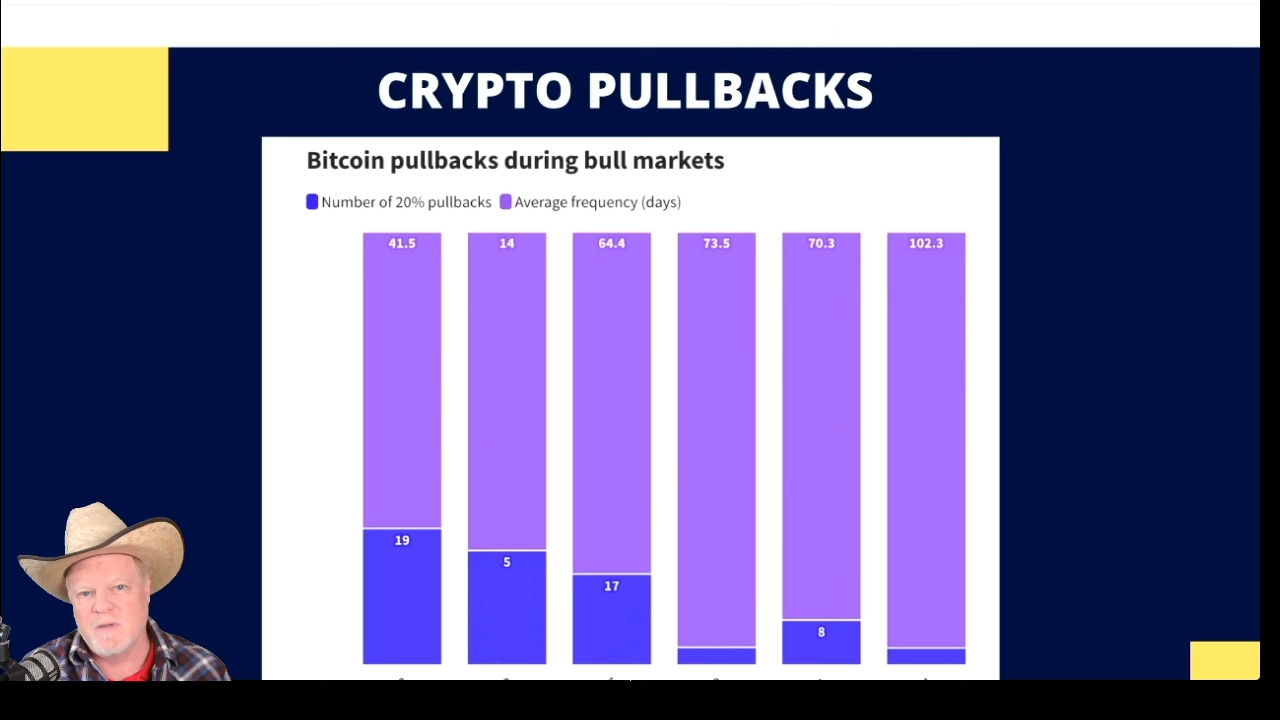 CRYPTO PULLBACKS
Bitcoin pullbacks during bull markets
Number of 20% pullbacks Average frequency (days)
41.5 14 64.4 73.5 70.3 102.3
19
5
17
8